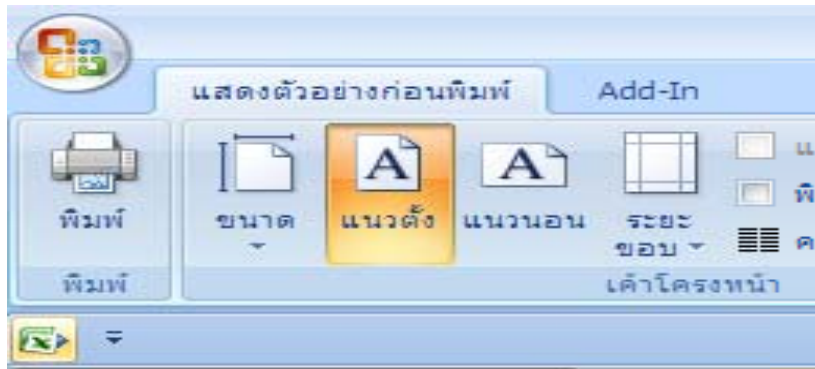 แสดงตัวอย่างก่อนพิมพ์ Add-In
พิมพ์ ขนาด แนวตั้ง แนวนอน ระยะ
ขอบ
พิมพ์ เค้าโครงหน้า